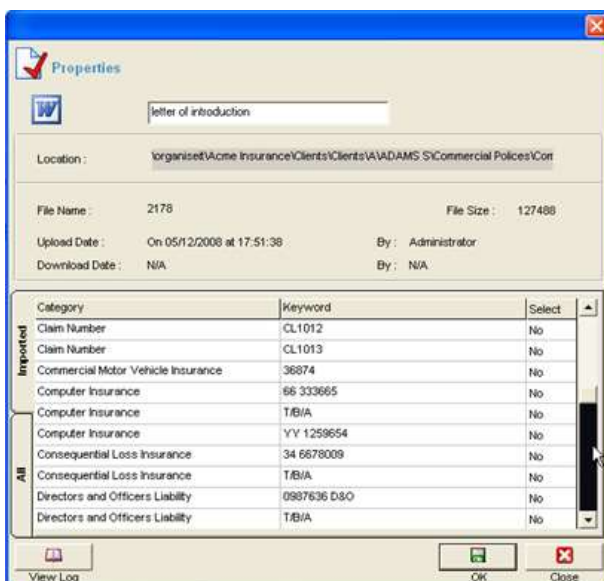 Properties
W
letter of introduction
Location : \organiseit\Acme Insurance\Clients\Clients\A\ADAMS S\Commercial Polices\Com
File Name : 2178 File Size : 127488
Upload Date : On 05/12/2008 at 17:51:38 By : Administrator
Download Date : N/A By : N/A
Category Keyword Select
Imported
All
Claim Number CL1012 No
Claim Number CL1013 No
Commercial Motor Vehicle Insurance 36874 No
Computer Insurance 66 333665 No
Computer Insurance T/B/A No
Computer Insurance YY 1259654 No
Consequential Loss Insurance 34 6678009 No
Consequential Loss Insurance T/B/A No
Directors and Officers Liability 0987636 D&O No
Directors and Officers Liability T/B/A No
View Log OK Close